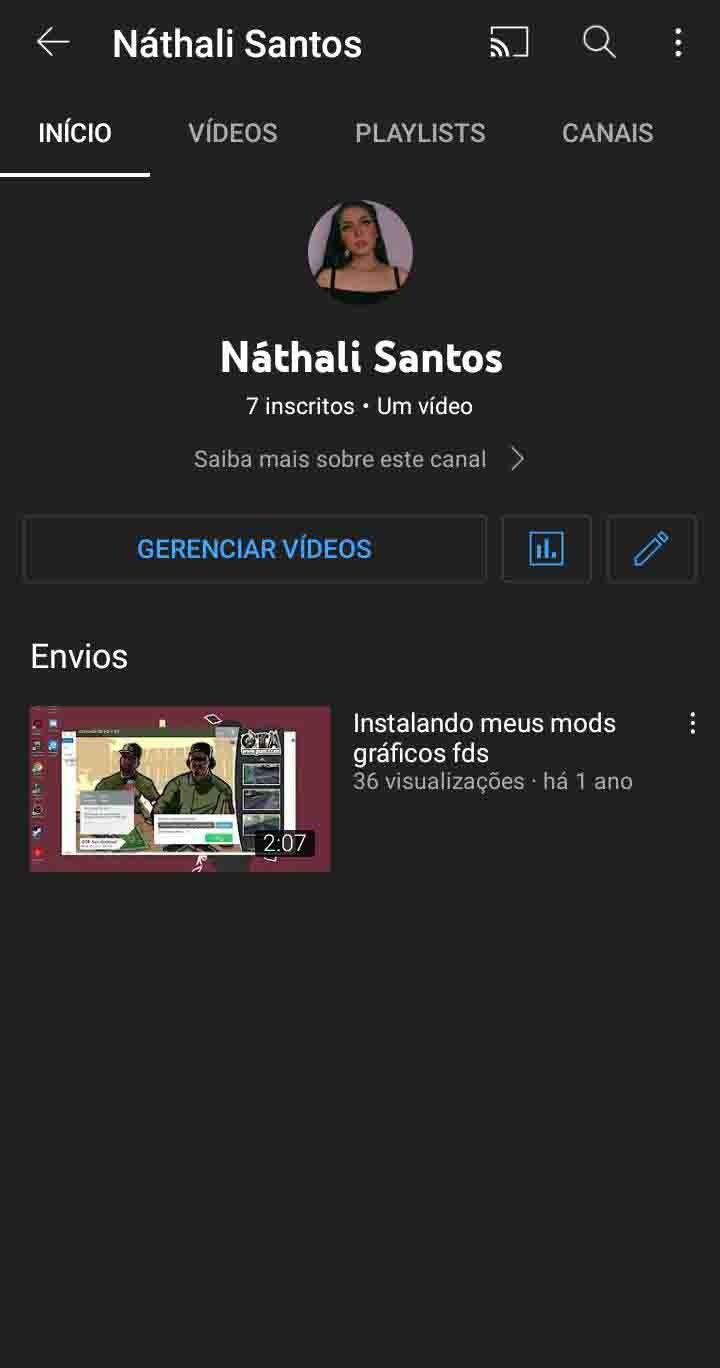 Náthali Santos
INÍCIO VÍDEOS PLAYLISTS CANAIS
Náthali Santos
7 inscritos • Um vídeo
Saiba mais sobre este canal
GERENCIAR VÍDEOS
Envios
Instalando meus mods
gráficos fds
36 visualizações · há 1 ano
GTA
2:07